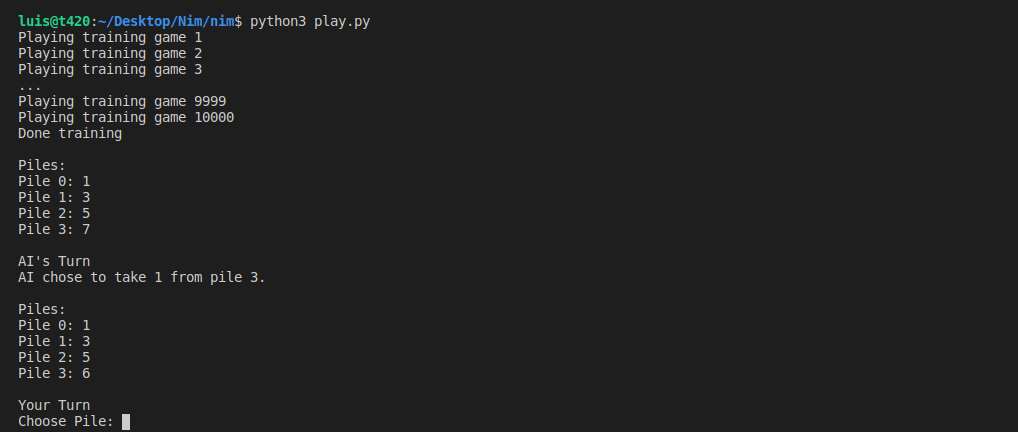 luis@t420:~/Desktop/Nim/nim$ python3 play.py
Playing training game 1
Playing training game 2
Playing training game 3
...
Playing training game 9999
Playing training game 10000
Done training
Piles:
Pile 0: 1
Pile 1: 3
Pile 2: 5
Pile 3: 7
AI's Turn
AI chose to take 1 from pile 3.
Piles:
Pile 0: 1
Pile 1: 3
Pile 2: 5
Pile 3: 6
Your Turn
Choose Pile: